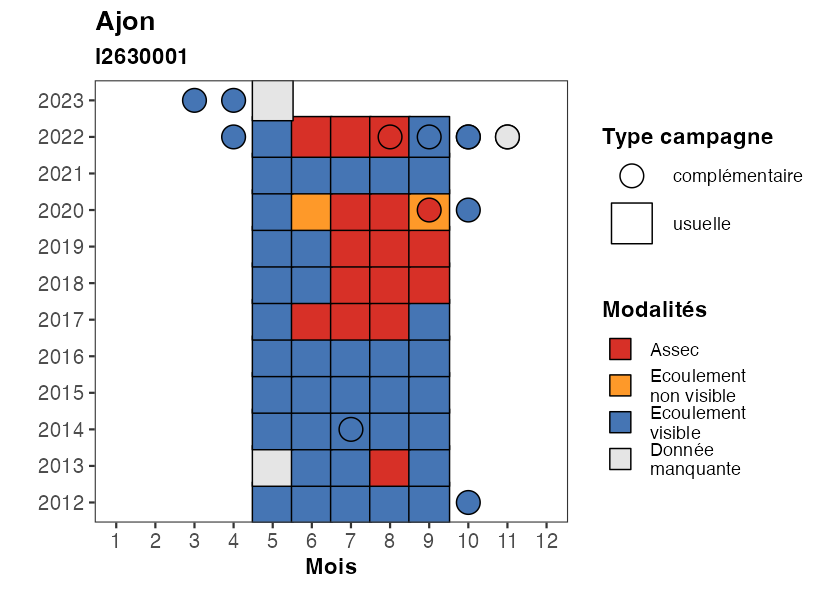 Ajon
I2630001
2023
2022
2021
2020
2019
2018
2017
2016
2015
2014
2013
2012
1 2 3 4 5 6 7 8 9 10 11 12
Mois
Type campagne
complémentaire
usuelle
Modalités
Assec
Ecoulement
non visible
Ecoulement
visible
Donnée
manquante